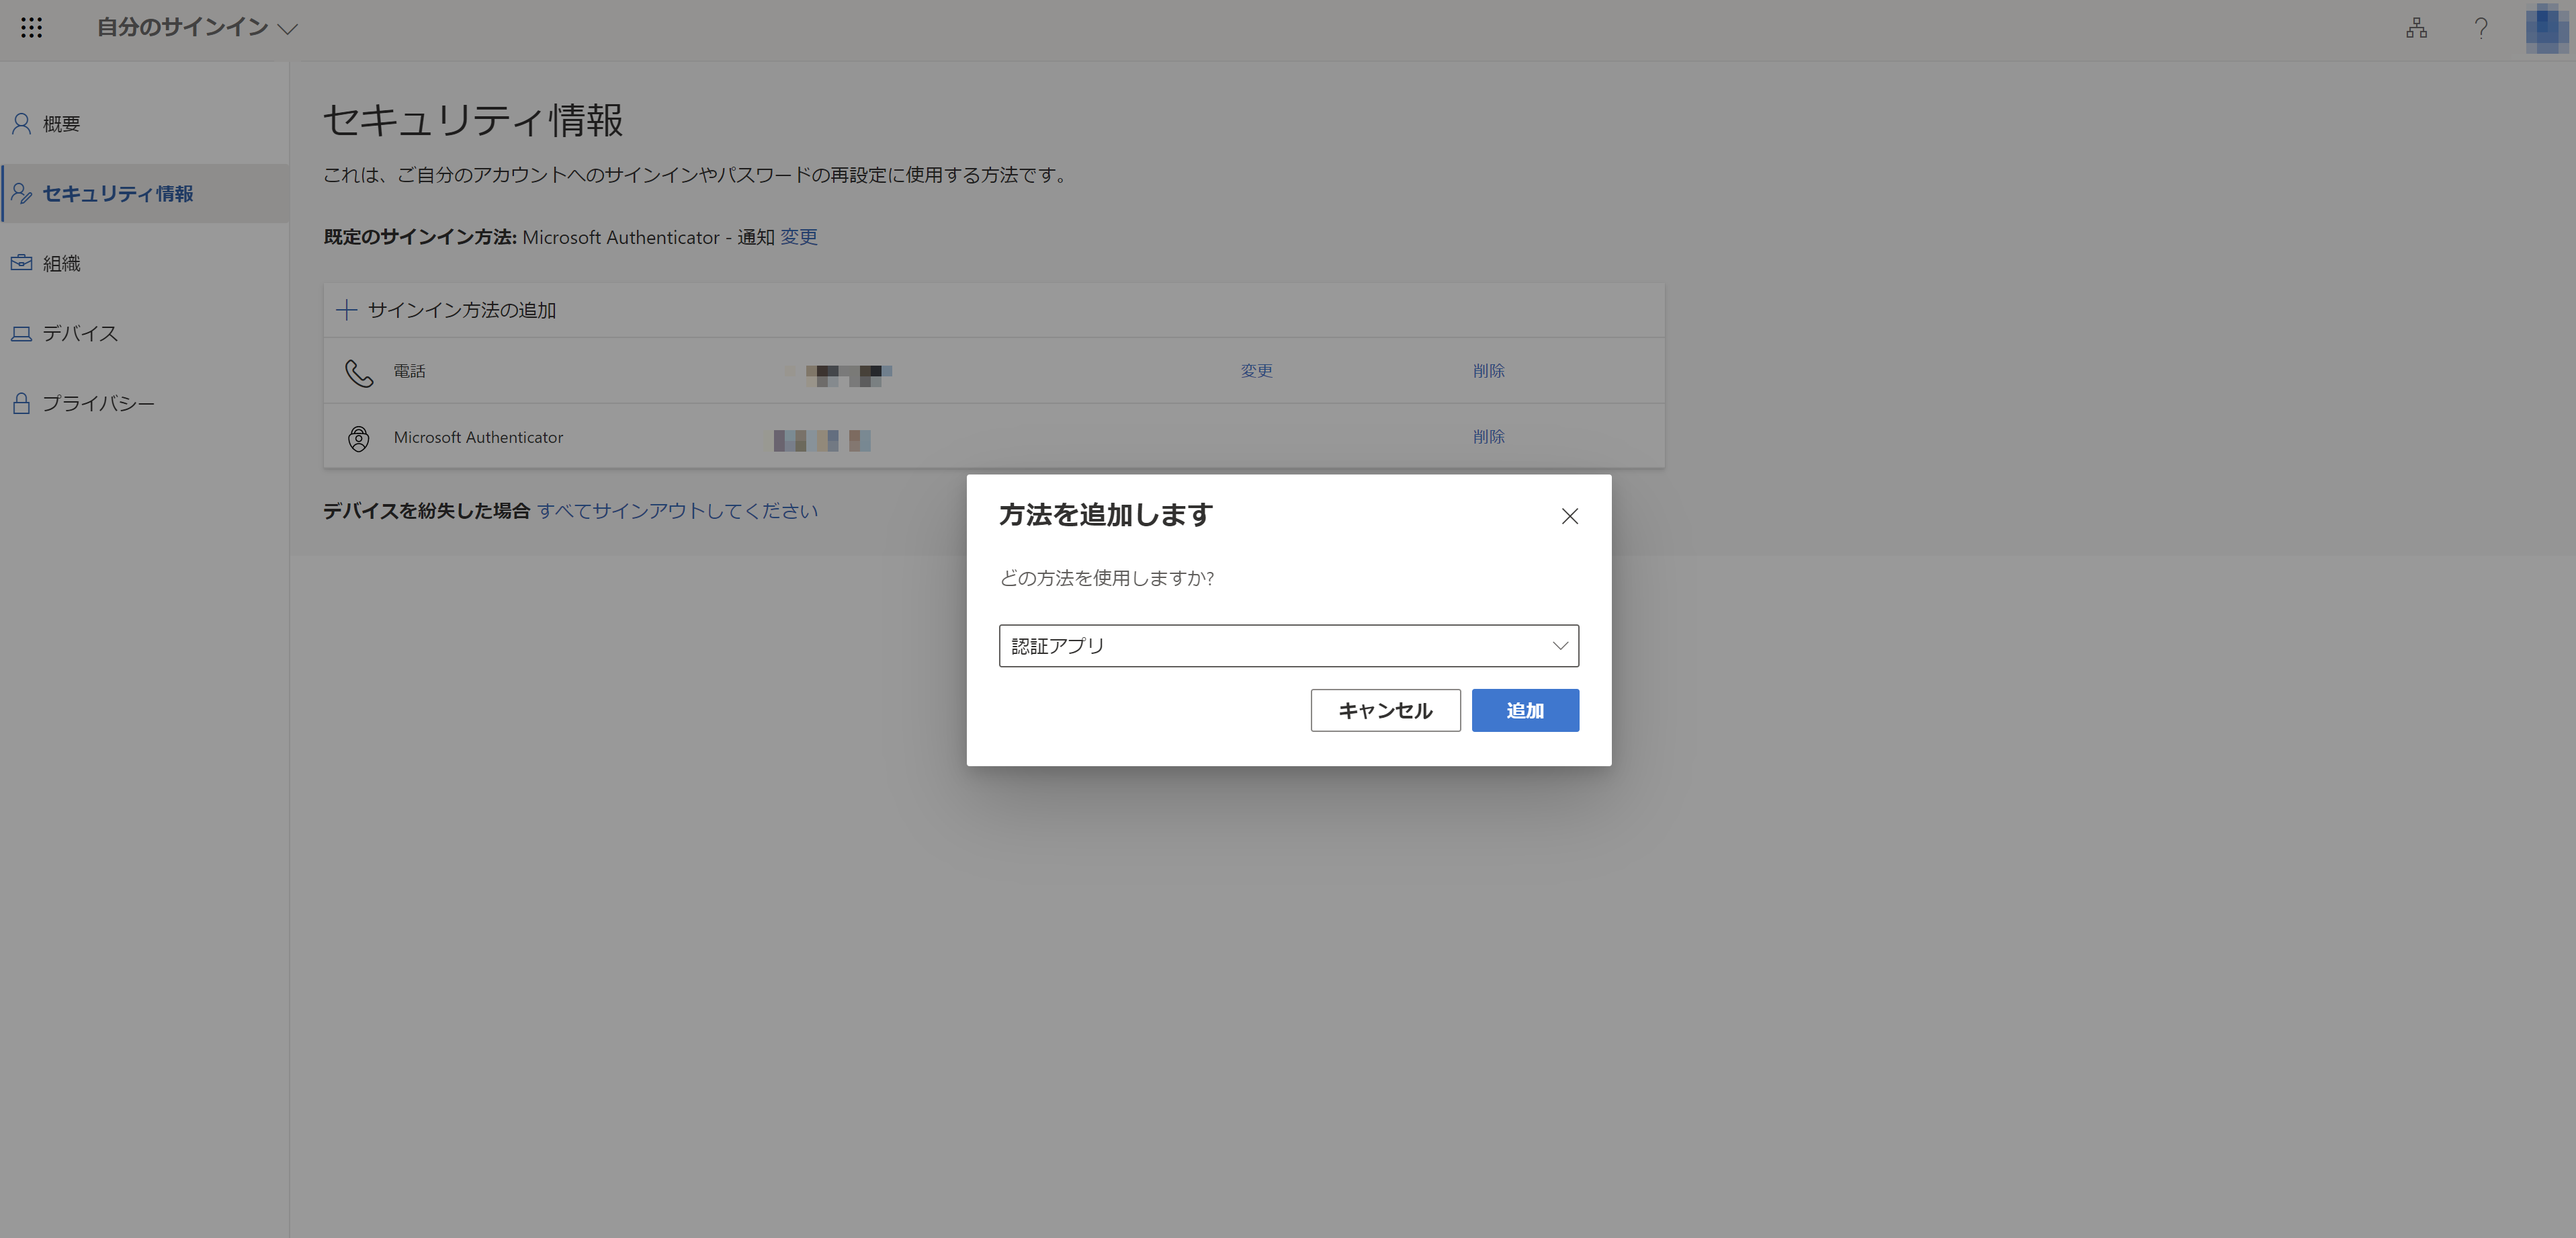 自分のサインイン
概要
セキュリティ情報
組織
デバイス
プライバシー
セキュリティ情報
これは、ご自分のアカウントへのサインインやパスワードの再設定に使用する方法です。
既定のサインイン方法: Microsoft Authenticator - 通知 変更
サインイン方法の追加
電話 変更 削除
Microsoft Authenticator 削除
デバイスを紛失した場合 すべてサインアウトしてください
方法を追加します
どの方法を使用しますか?
認証アプリ
キャンセル 追加